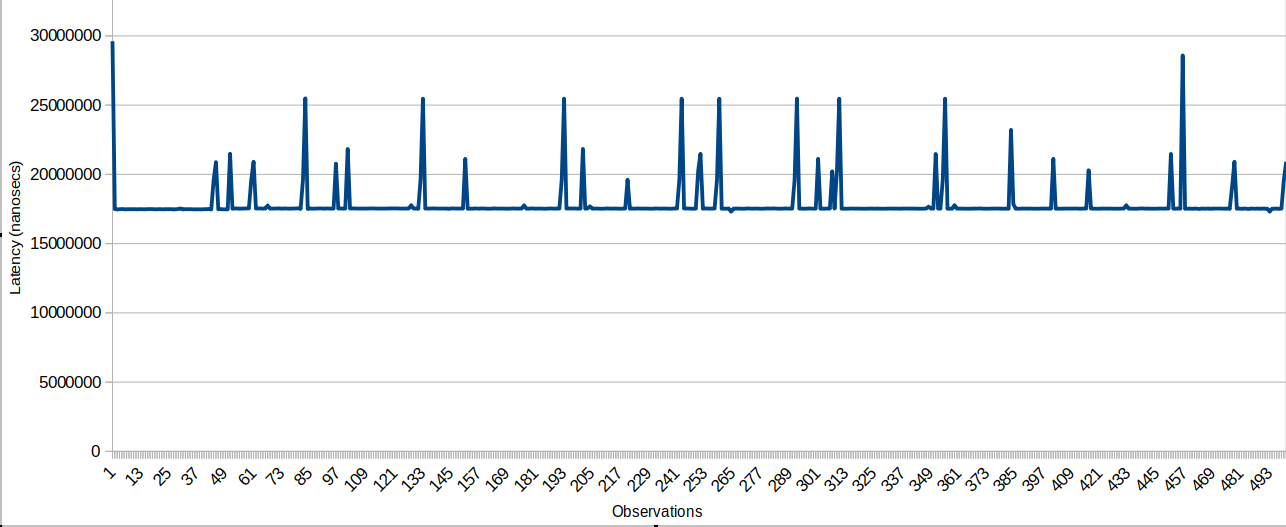 30000000
25000000
20000000
15000000
10000000
5000000
0
Latency (nanosecs)
1 13 25 37 49 61 73 85 97 109 121 133 145 157 169 181 193 205 217 229 241 253 265 277 289 301 313 325 337 349 361 373 385 397 409 421 433 445 457 469 481 493
Observations